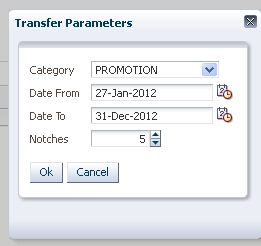 Transfer Parameters
Category PROMOTION
Date From 27-Jan-2012
Date To 31-Dec-2012
Notches 5
Ok Cancel